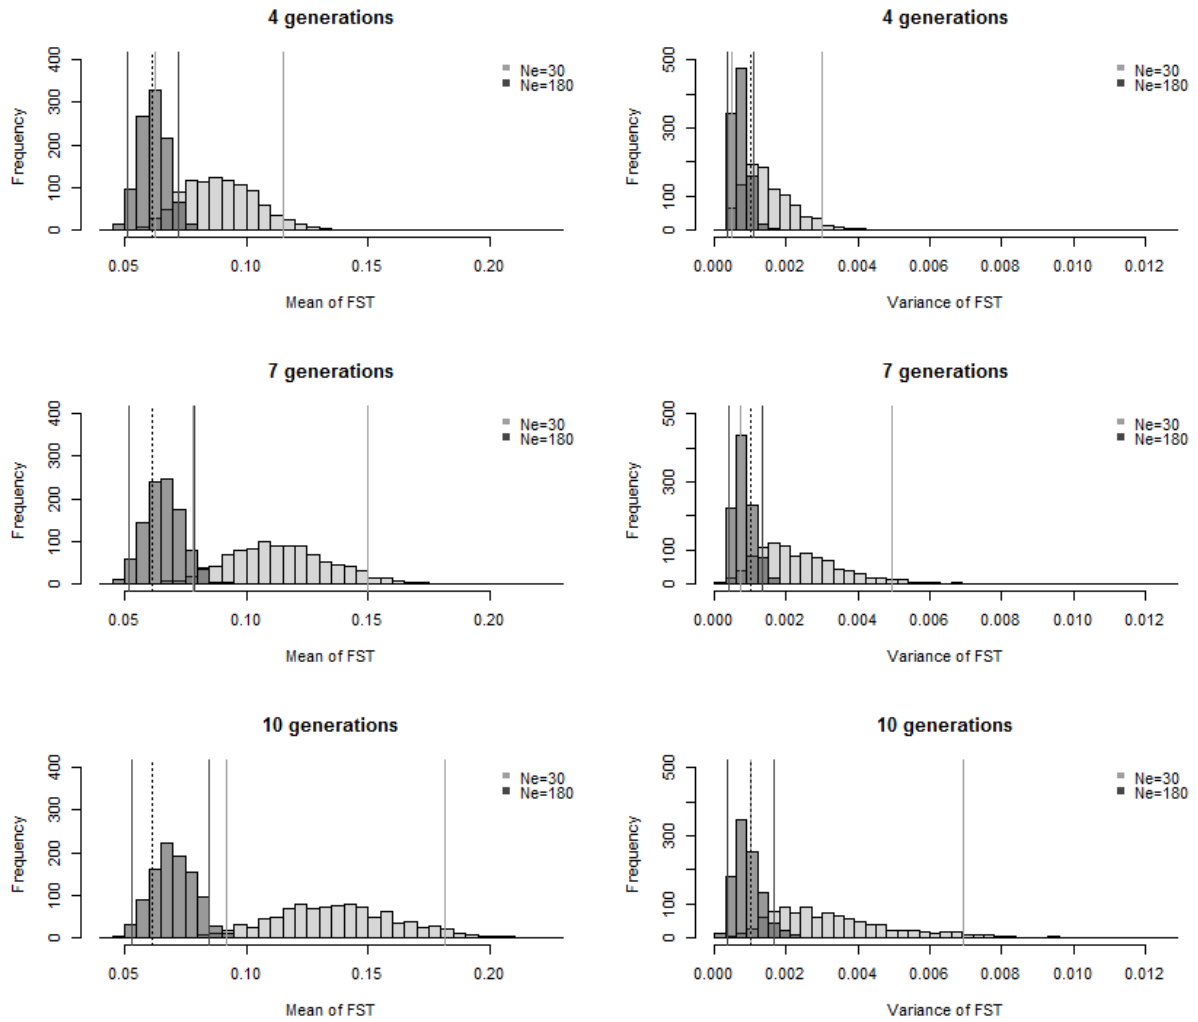 4 generations
Frequency
400
300
200
100
0
Ne=30
Ne=180
0.05 0.10 0.15 0.20
Mean of FST
4 generations
Frequency
500
300
100
0
Ne=30
Ne=180
0.000 0.002 0.004 0.006 0.008 0.010 0.012
Variance of FST
7 generations
Frequency
400
300
200
100
0
Ne=30
Ne=180
0.05 0.10 0.15 0.20
Mean of FST
7 generations
Frequency
500
300
100
0
Ne=30
Ne=180
0.000 0.002 0.004 0.006 0.008 0.010 0.012
Variance of FST
10 generations
Frequency
400
300
200
100
0
Ne=30
Ne=180
0.05 0.10 0.15 0.20
Mean of FST
10 generations
Frequency
500
300
100
0
Ne=30
Ne=180
0.000 0.002 0.004 0.006 0.008 0.010 0.012
Variance of FST